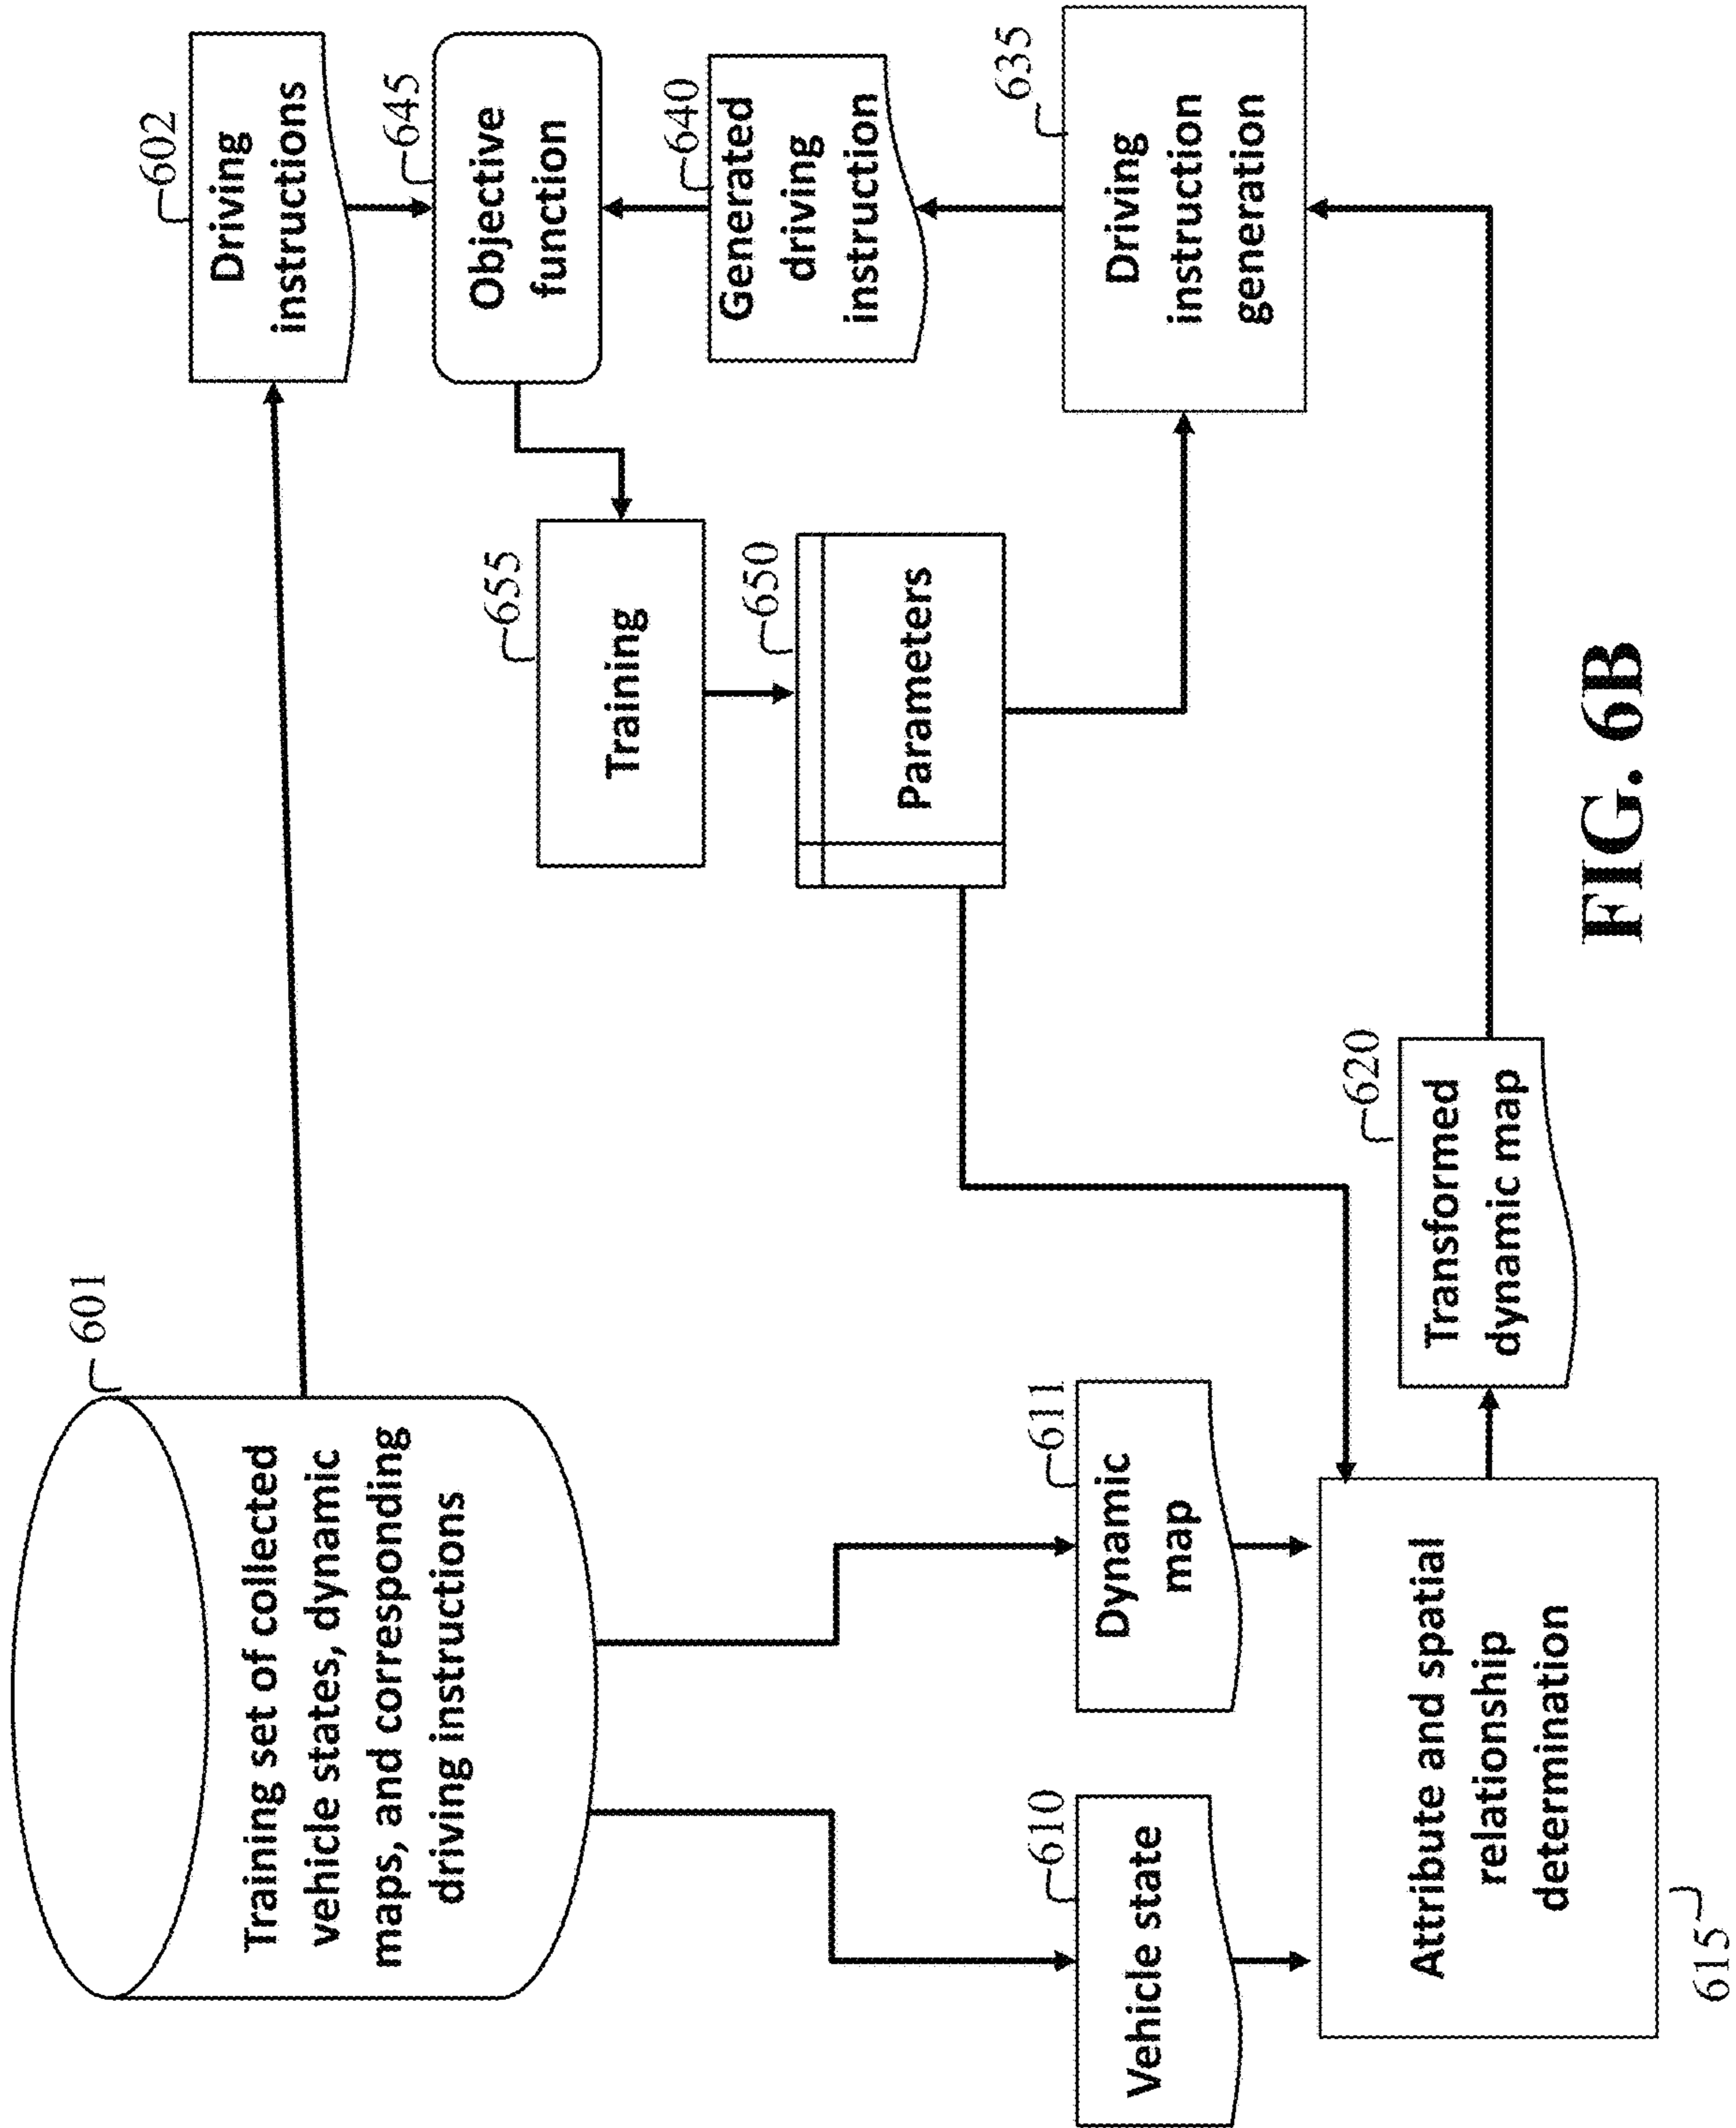 601
Training set of collected
vehicle states, dynamic
maps, and corresponding
driving instructions
602
Driving
instructions
645
Objective
function
655
Training
640
Generated
driving
instruction
650
Parameters
610
Vehicle state
611
Dynamic
map
635
Driving
instruction
generation
615
Attribute and spatial
relationship
determination
620
Transformed
dynamic map
FIG. 6B